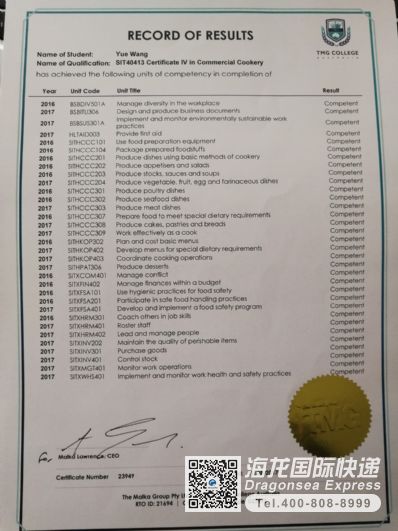 RECORD OF RESULTS
TMG COLLEGE
AUSTRALIA
Name of Student: Yue Wang
Name of Qualification: SIT40413 Certificate IV in Commercial Cookery
has achieved the following units of competency in completion of
Year Unit Code Unit Title Result
2016 BSBDIV501A Manage diversity in the workplace Competent
2017 BSBITU306 Design and produce business documents Competent
2017 BSBSUS301A Implement and monitor environmentally sustainable work practices Competent
2017 HLTAID003 Provide first aid Competent
2016 SITHCCC101 Use food preparation equipment Competent
2016 SITHCCC104 Package prepared foodstuffs Competent
2016 SITHCCC201 Produce dishes using basic methods of cookery Competent
2016 SITHCCC202 Produce appetisers and salads Competent
2016 SITHCCC203 Produce stocks, sauces and soups Competent
2016 SITHCCC204 Produce vegetable, fruit, egg and farinaceous dishes Competent
2016 SITHCCC301 Produce poultry dishes Competent
2016 SITHCCC302 Produce seafood dishes Competent
2016 SITHCCC303 Produce meat dishes Competent
2016 SITHCCC307 Prepare food to meet special dietary requirements Competent
2017 SITHCCC308 Produce cakes, pastries and breads Competent
2017 SITHCCC309 Work effectively as a cook Competent
2016 SITHKOP302 Plan and cost basic menus Competent
2016 SITHKOP402 Develop menus for special dietary requirements Competent
2017 SITHKOP403 Coordinate cooking operations Competent
2017 SITHPAT306 Produce desserts Competent
2016 SITXCOM401 Manage conflict Competent
2016 SITXFIN402 Manage finances within a budget Competent
2016 SITXFSA101 Use hygienic practices for food safety Competent
2016 SITXFSA201 Participate in safe food handling practices Competent
2017 SITXFSA401 Develop and implement a food safety program Competent
2016 SITXHRM301 Coach others in job skills Competent
2017 SITXHRM401 Roster staff Competent
2017 SITXHRM402 Lead and manage people Competent
2016 SITXINV202 Maintain the quality of perishable items Competent
2017 SITXINV301 Purchase goods Competent
2017 SITXINV401 Control stock Competent
2017 SITXMGT401 Monitor work operations Competent
2017 SITXWHS401 Implement and monitor work health and safety practices Competent
TMG
Malka Lawrence, CEO
Certificate Number 23949
The Malka Group Pty
RTO ID: 21694
海龙国际快递
Dragonsea Express
Tel.400-808-8999